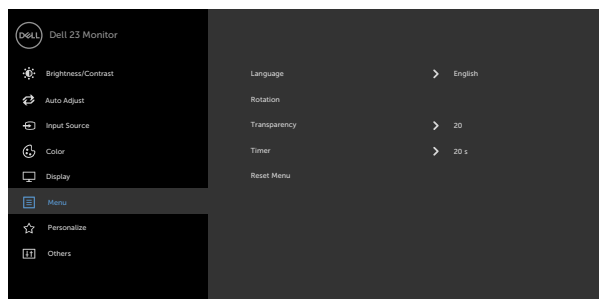 DELL Dell 23 Monitor
Brightness/Contrast Language English
Auto Adjust Rotation
Input Source Transparency 20
Color Timer 20 s
Display Reset Menu
Menu
Personalize
Others